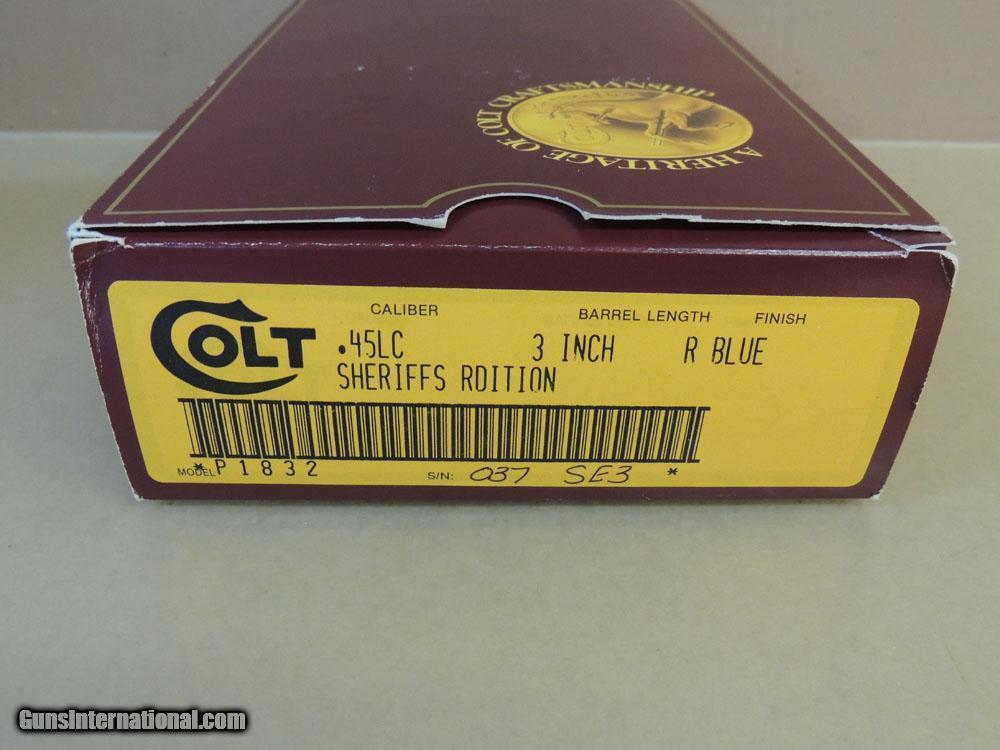 A HERITAGE OF COLT CRAFTSMANSHIP
COLT
CALIBER BARREL LENGTH FINISH
.45LC 3 INCH R BLUE
SHERIFFS RDITION
MODEL *P1832 S/N: 037 SE3 *
GunsInternational.com